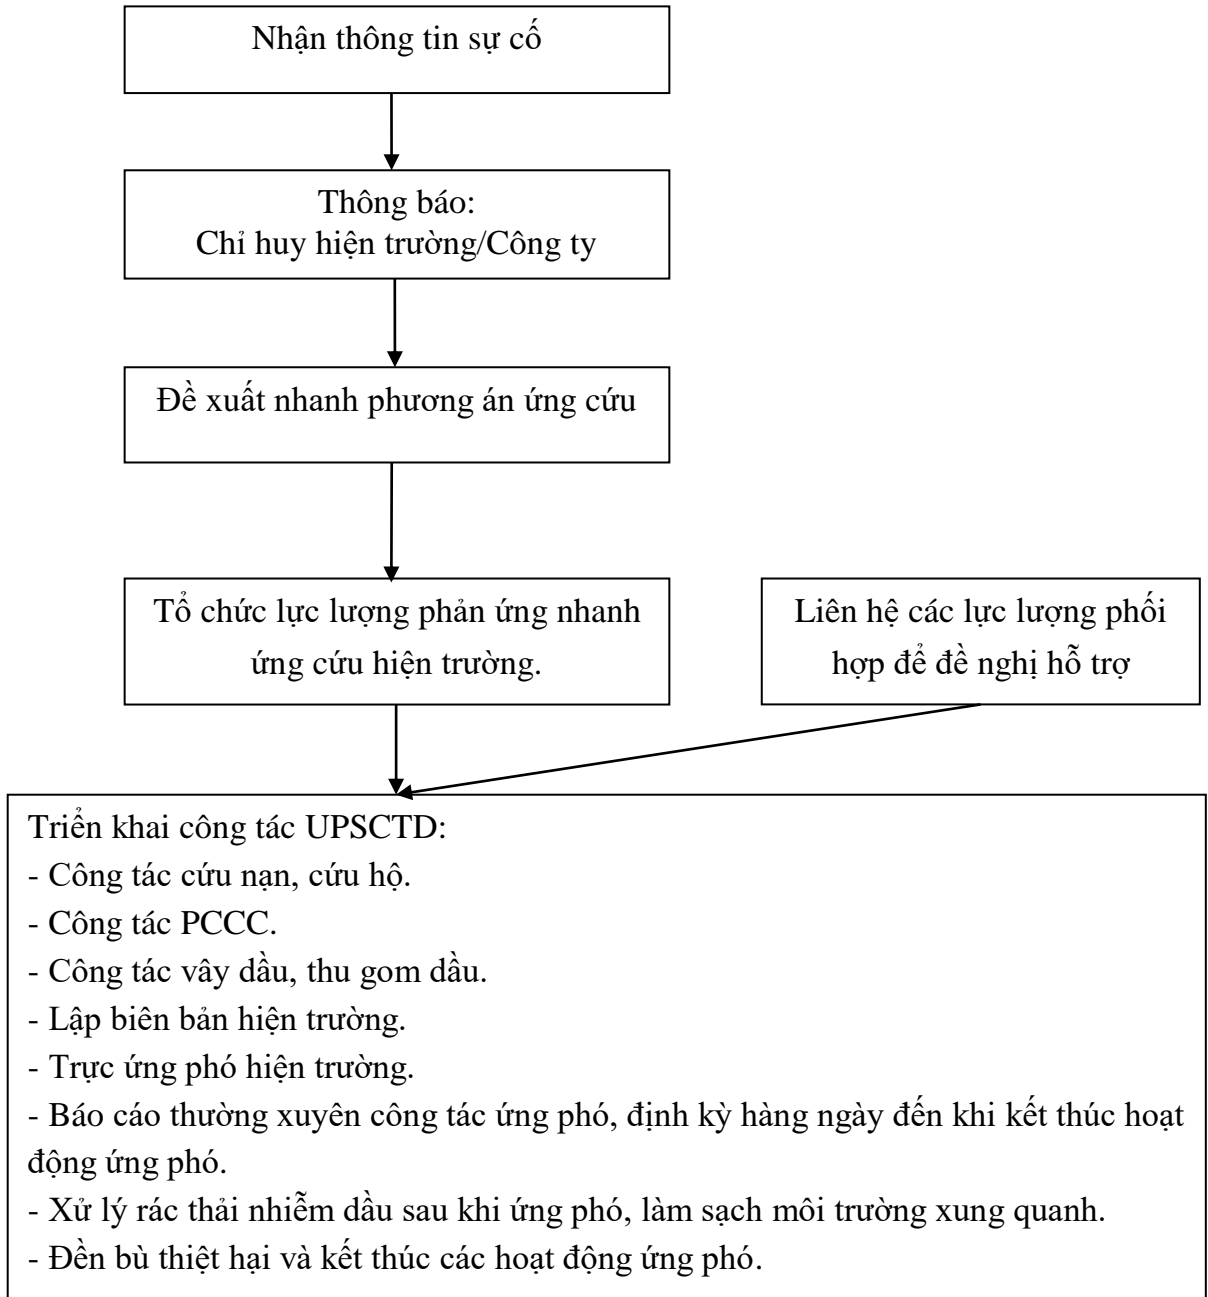 Nhận thông tin sự cố
Thông báo:
Chỉ huy hiện trường/Công ty
Đề xuất nhanh phương án ứng cứu
Tổ chức lực lượng phản ứng nhanh
ứng cứu hiện trường.
Liên hệ các lực lượng phối
hợp để đề nghị hỗ trợ
Triển khai công tác UPSCTD:
- Công tác cứu nạn, cứu hộ.
- Công tác PCCC.
- Công tác vây dầu, thu gom dầu.
- Lập biên bản hiện trường.
- Trực ứng phó hiện trường.
- Báo cáo thường xuyên công tác ứng phó, định kỳ hàng ngày đến khi kết thúc hoạt
động ứng phó.
- Xử lý rác thải nhiễm dầu sau khi ứng phó, làm sạch môi trường xung quanh.
- Đền bù thiệt hại và kết thúc các hoạt động ứng phó.